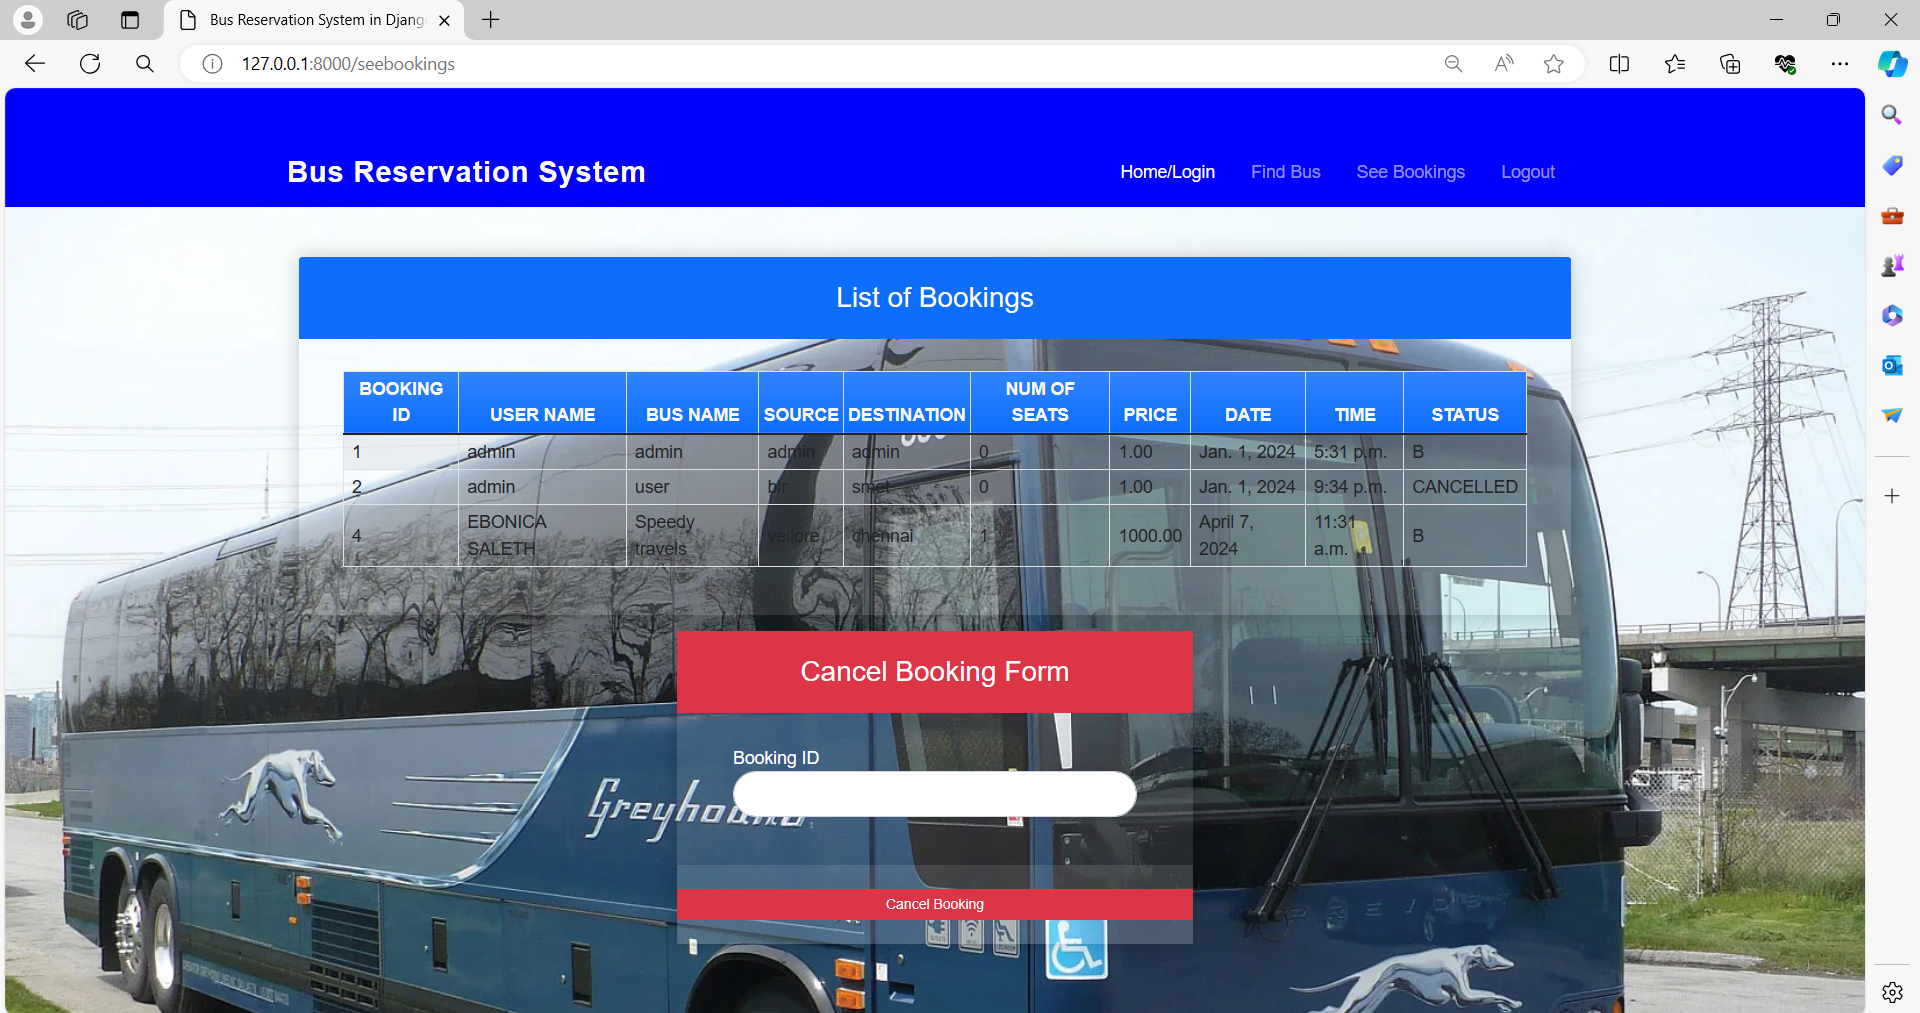 Bus Reservation System in Djang
127.0.0.1:8000/seebookings
Bus Reservation System
Home/Login Find Bus See Bookings Logout
List of Bookings
BOOKING ID USER NAME BUS NAME SOURCE DESTINATION NUM OF SEATS PRICE DATE TIME STATUS
1 admin admin admin admin 0 1.00 Jan. 1, 2024 5:31 p.m. B
2 admin user blr smet 0 1.00 Jan. 1, 2024 9:34 p.m. CANCELLED
4 EBONICA SALETH Speedy travels vellore chennai 1 1000.00 April 7, 2024 11:31 a.m. B
Cancel Booking Form
Booking ID
Greyhound
Cancel Booking
PREVOST